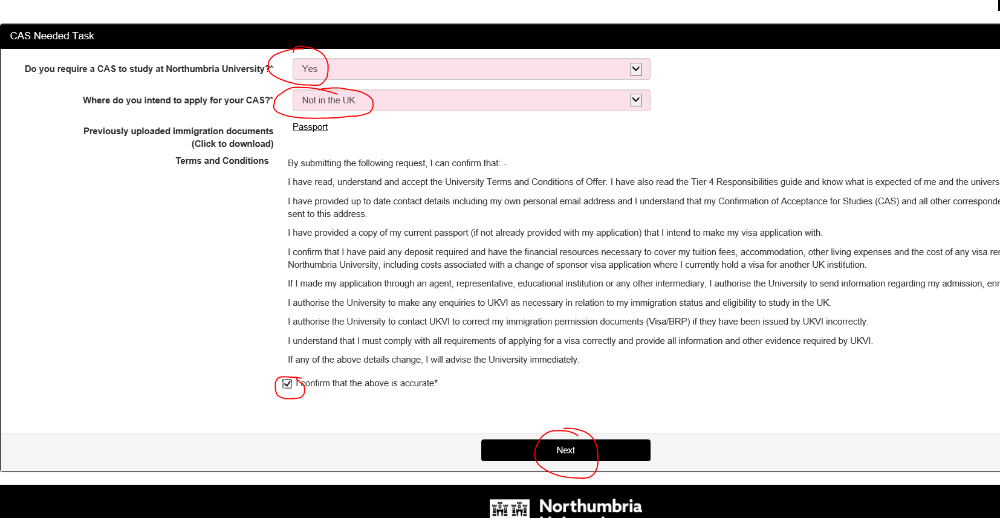 CAS Needed Task
Do you require a CAS to study at Northumbria University?*
Yes
Where do you intend to apply for your CAS?*
Not in the UK
Previously uploaded immigration documents
(Click to download)
Passport
Terms and Conditions
By submitting the following request, I can confirm that: -
I have read, understand and accept the University Terms and Conditions of Offer. I have also read the Tier 4 Responsibilities guide and know what is expected of me and the univers
I have provided up to date contact details including my own personal email address and I understand that my Confirmation of Acceptance for Studies (CAS) and all other corresponde
sent to this address.
I have provided a copy of my current passport (if not already provided with my application) that I intend to make my visa application with.
I confirm that I have paid any deposit required and have the financial resources necessary to cover my tuition fees, accommodation, other living expenses and the cost of any visa re
Northumbria University, including costs associated with a change of sponsor visa application where I currently hold a visa for another UK institution.
If I made my application through an agent, representative, educational institution or any other intermediary, I authorise the University to send information regarding my admission, enr
I authorise the University to make any enquiries to UKVI as necessary in relation to my immigration status and eligibility to study in the UK.
I authorise the University to contact UKVI to correct my immigration permission documents (Visa/BRP) if they have been issued by UKVI incorrectly.
I understand that I must comply with all requirements of applying for a visa correctly and provide all information and other evidence required by UKVI.
If any of the above details change, I will advise the University immediately.
I confirm that the above is accurate*
Next
Northumbria